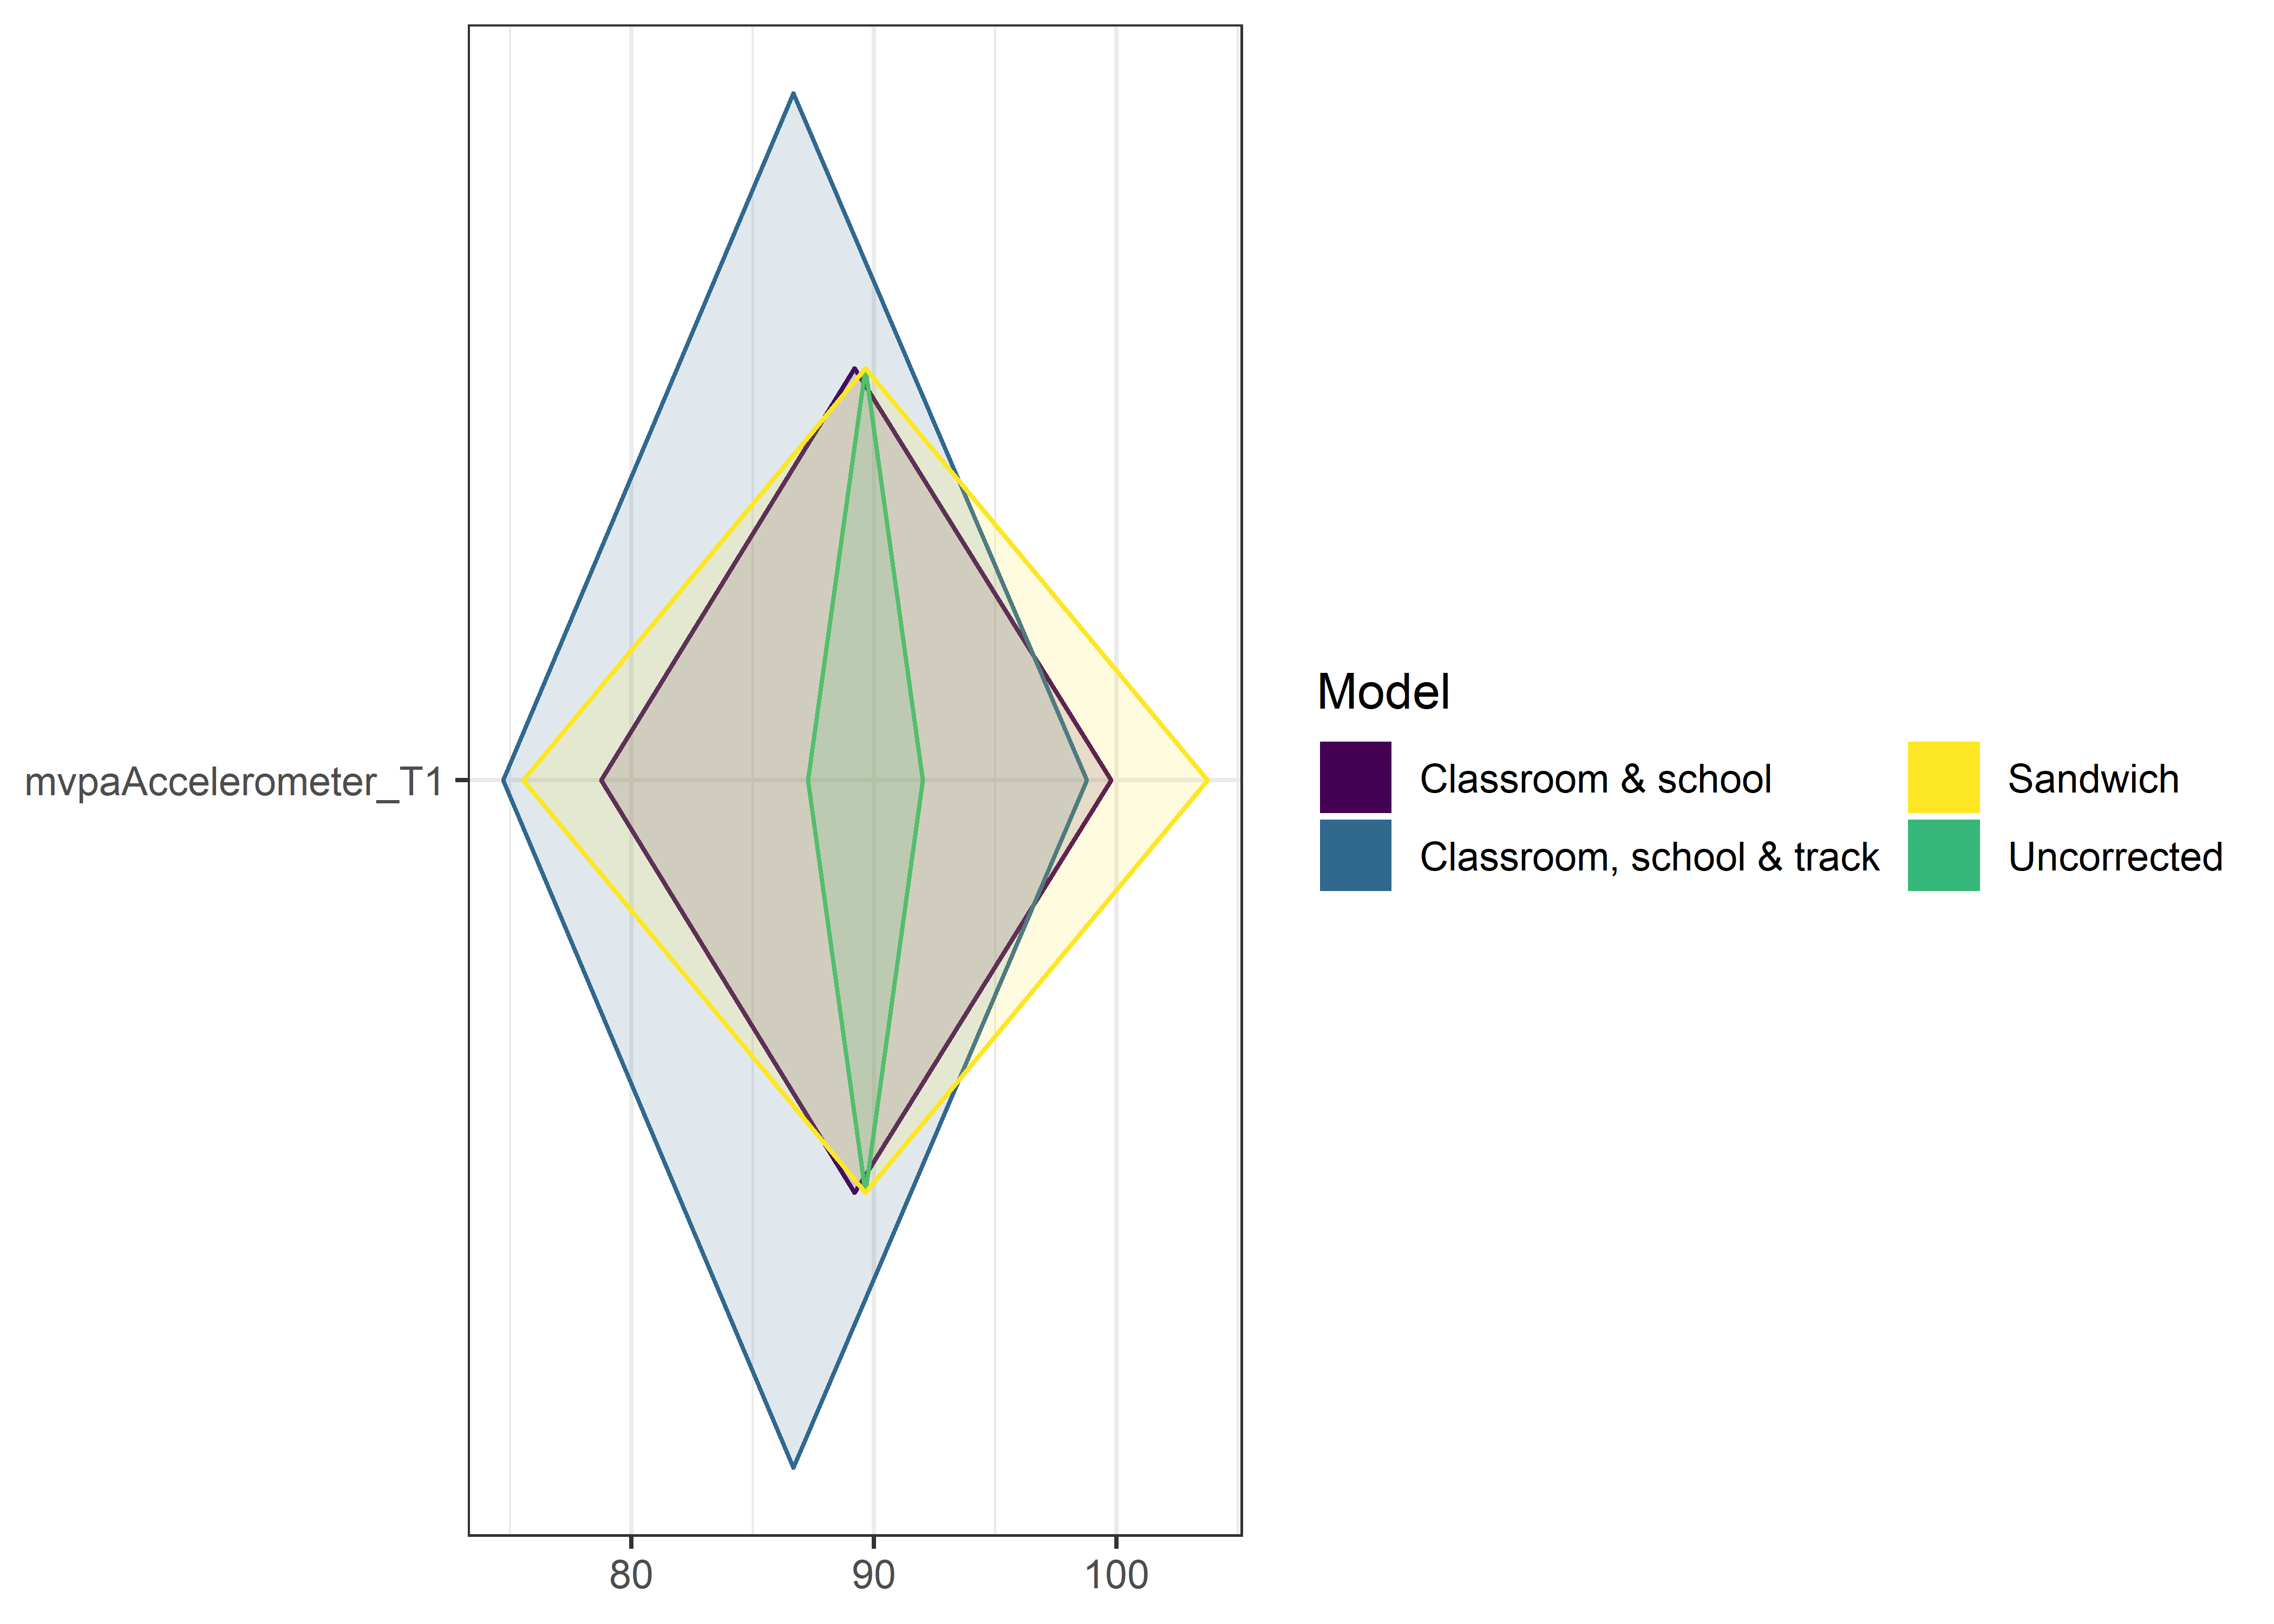 mvpaAccelerometer_T1
80 90 100
Model
Classroom & school
Classroom, school & track
Sandwich
Uncorrected